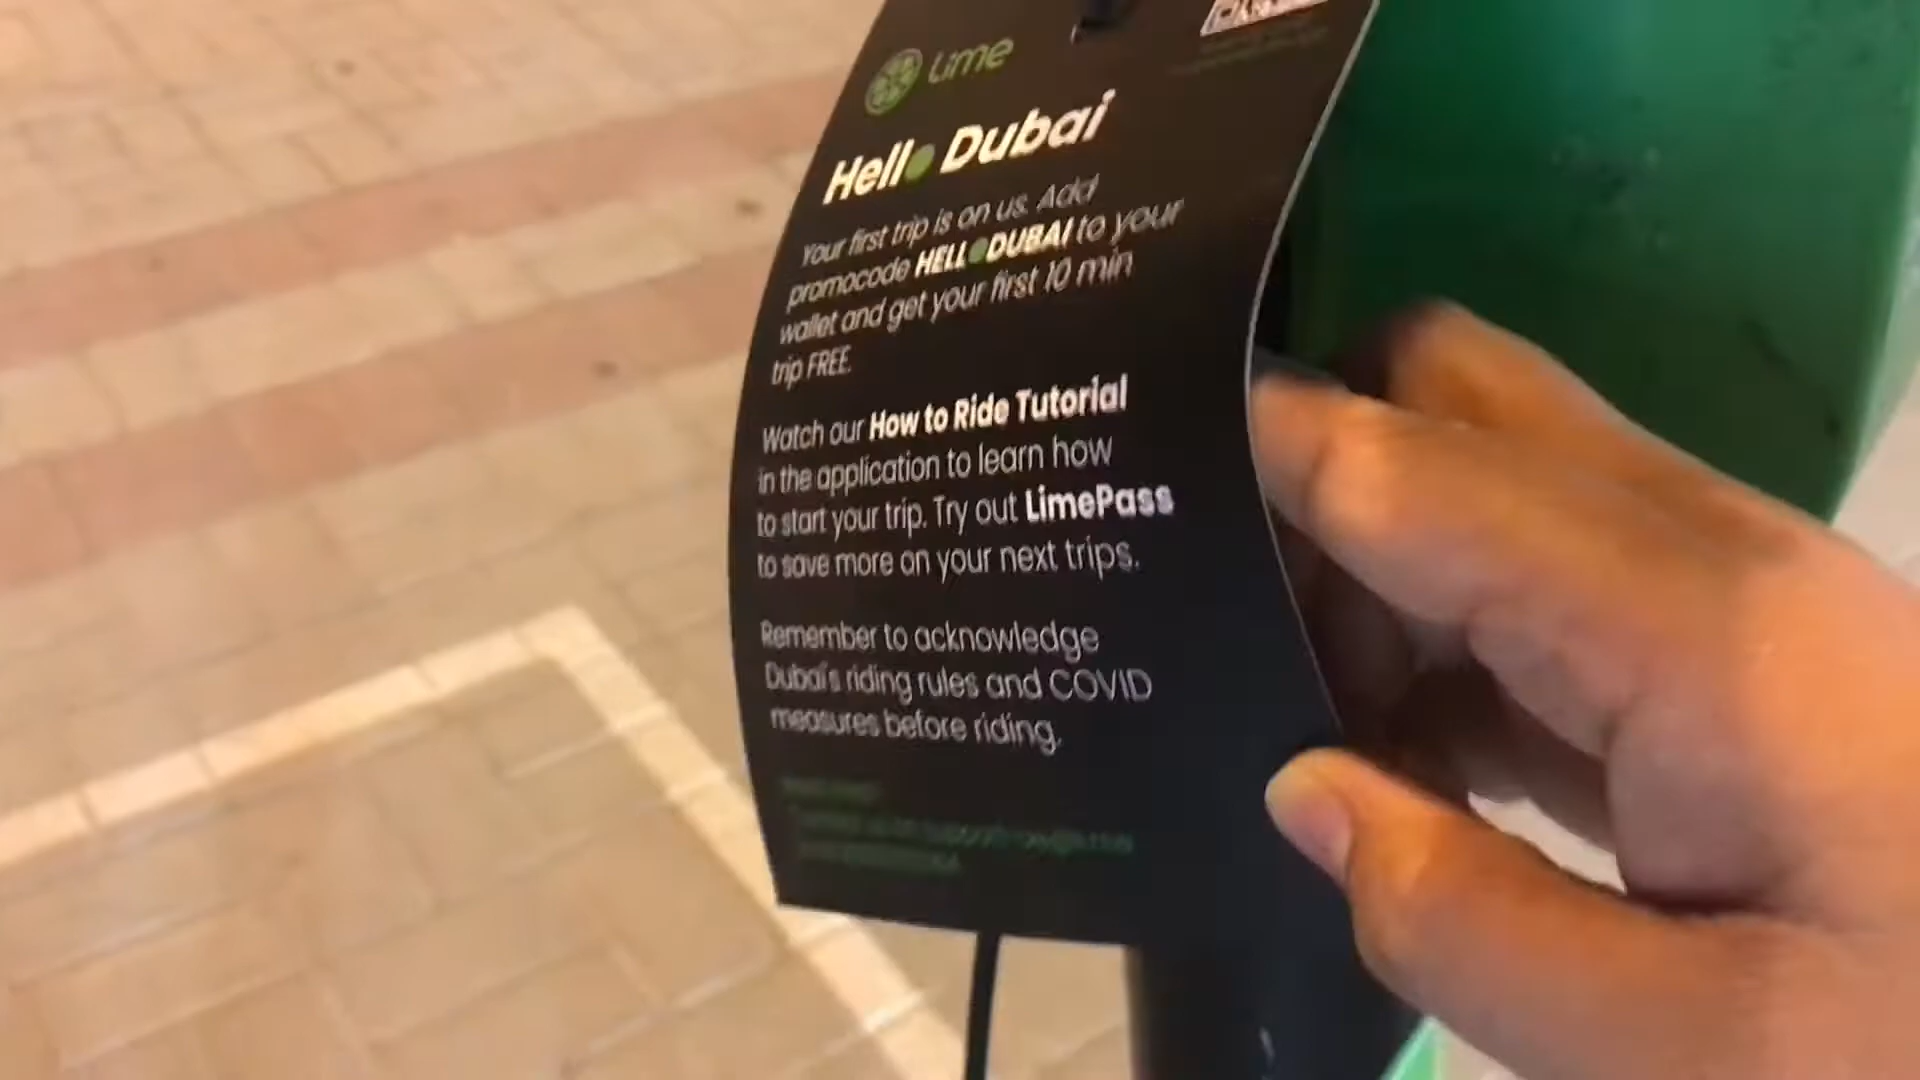 Lime
Hello Dubai
Your first trip is on us. Add
promocode HELLODUBAI to your
wallet and get your first 10 min
trip FREE.
Watch our How to Ride Tutorial
in the application to learn how
to start your trip. Try out LimePass
to save more on your next trips.
Remember to acknowledge
Dubai's riding rules and COVID
measures before riding.